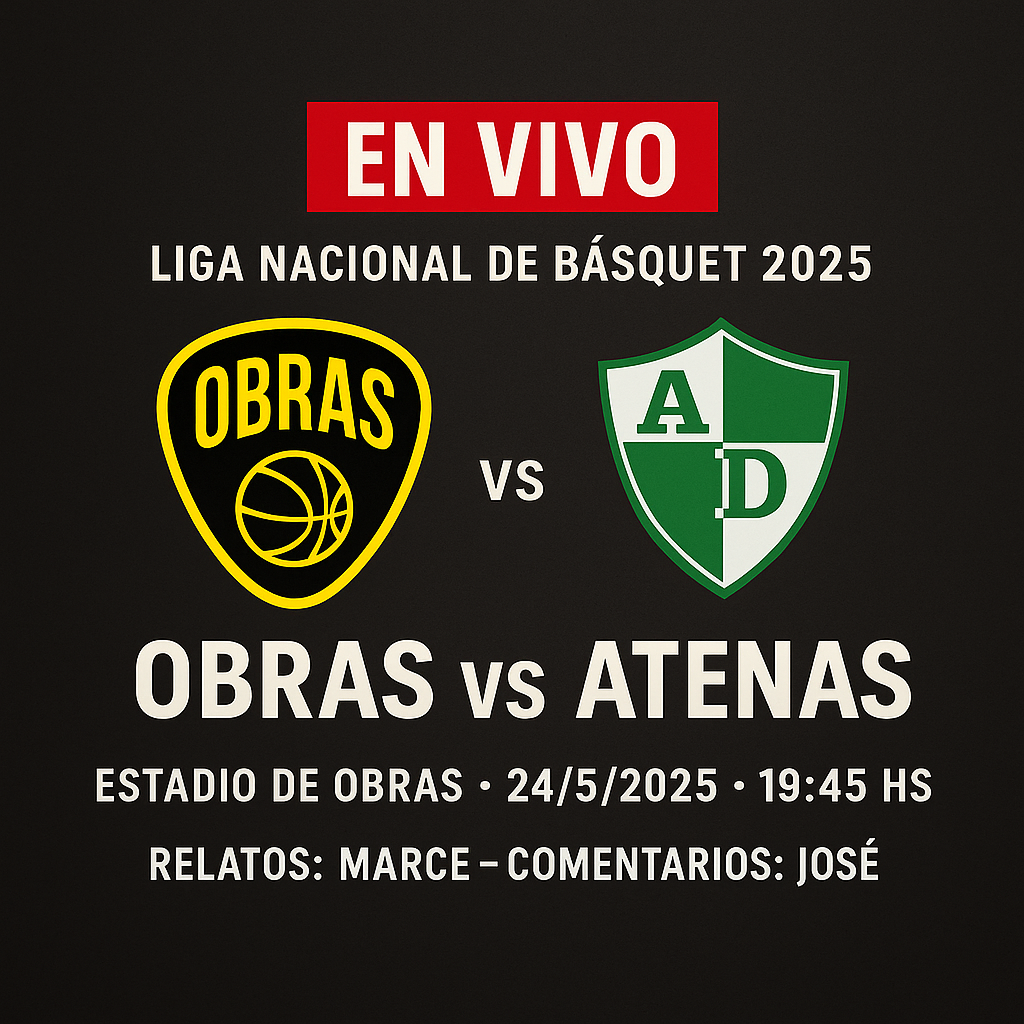 EN VIVO
LIGA NACIONAL DE BÁSQUET 2025
OBRAS
VS
A
D
OBRAS VS ATENAS
ESTADIO DE OBRAS • 24/5/2025 • 19:45 HS
RELATOS: MARCE – COMENTARIOS: JOSÉ